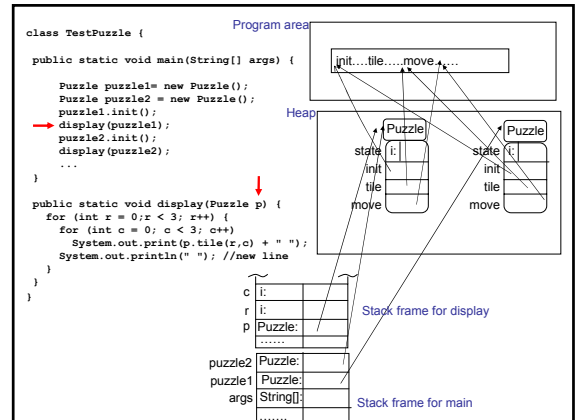 class TestPuzzle {
public static void main(String[] args) {
Puzzle puzzle1= new Puzzle();
Puzzle puzzle2 = new Puzzle();
puzzle1.init();
display(puzzle1);
puzzle2.init();
display(puzzle2);
...
}
public static void display(Puzzle p) {
for (int r = 0;r < 3; r++) {
for (int c = 0; c < 3; c++)
System.out.print(p.tile(r,c) + " ");
System.out.println(" "); //new line
}
}
}
Program area
init....tile.....move......
Heap
Puzzle
state i:
init
tile
move
Puzzle
state i:
init
tile
move
c i:
r i:
p Puzzle:
......
Stack frame for display
puzzle2 Puzzle:
puzzle1 Puzzle:
args String[]:
.......
Stack frame for main